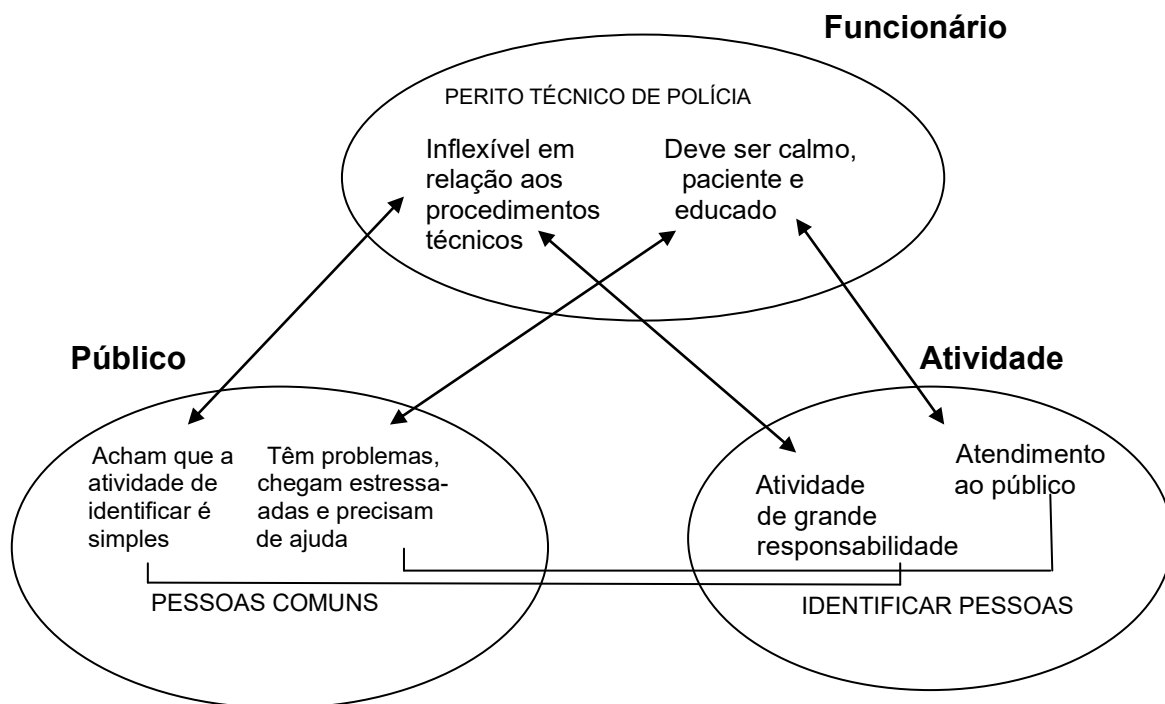 Funcionário
PERITO TÉCNICO DE POLÍCIA
Inflexível em
relação aos
procedimentos
técnicos
Deve ser calmo,
paciente e
educado
Público
Acham que a
atividade de
identificar é
simples
Têm problemas,
chegam estressa-
adas e precisam
de ajuda
PESSOAS COMUNS
Atividade
Atividade
de grande
responsabilidade
Atendimento
ao público
IDENTIFICAR PESSOAS